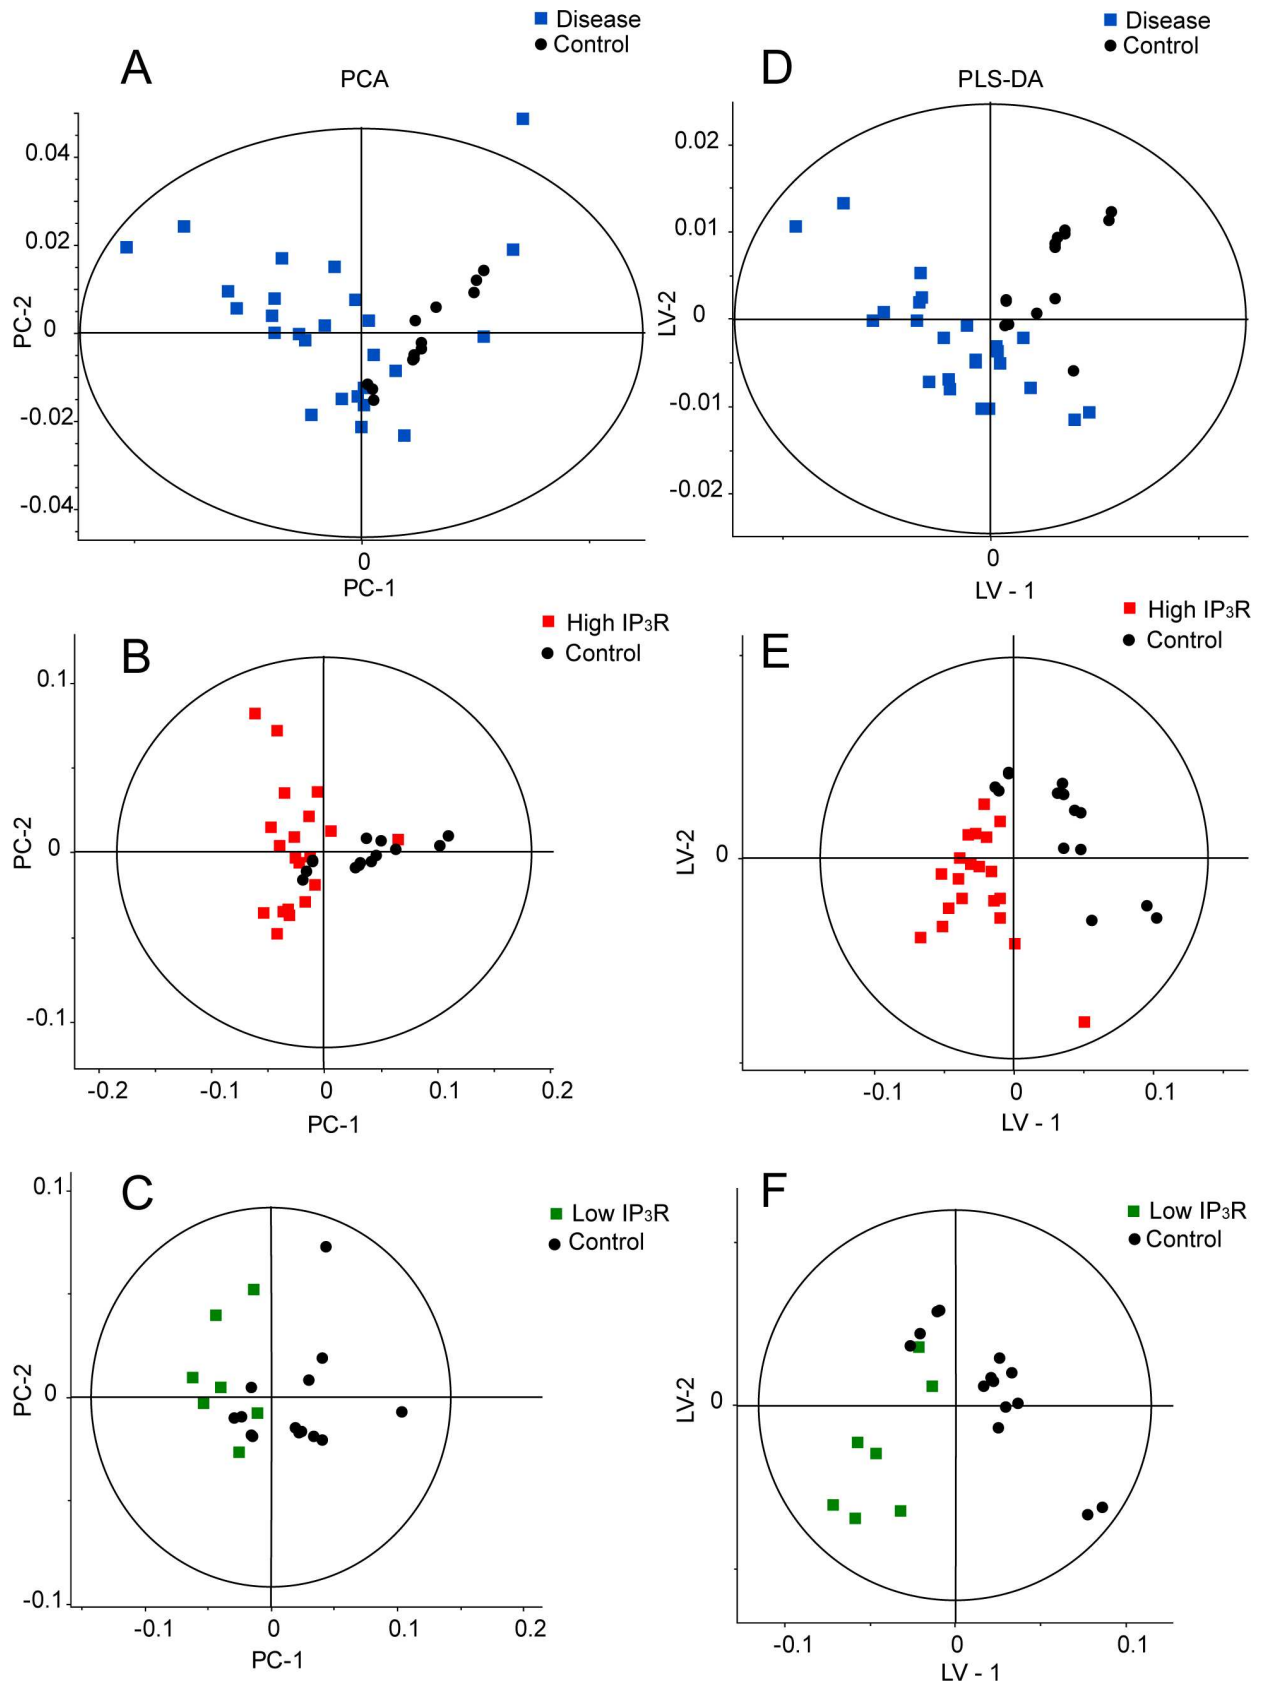 Disease
Control
A
PCA
0.04
0.02
0
-0.02
-0.04
PC-2
0
PC-1
Disease
Control
D
PLS-DA
0.02
0.01
0
-0.01
-0.02
LV-2
0
LV - 1
High IP₃R
Control
B
0.1
0
-0.1
PC-2
-0.2
-0.1
0
0.1
0.2
PC-1
High IP₃R
Control
E
0
LV-2
-0.1
0
0.1
LV - 1
Low IP₃R
Control
C
0.1
0
-0.1
PC-2
-0.1
0
0.1
0.2
PC-1
Low IP₃R
Control
F
0
LV-2
-0.1
0
0.1
LV - 1